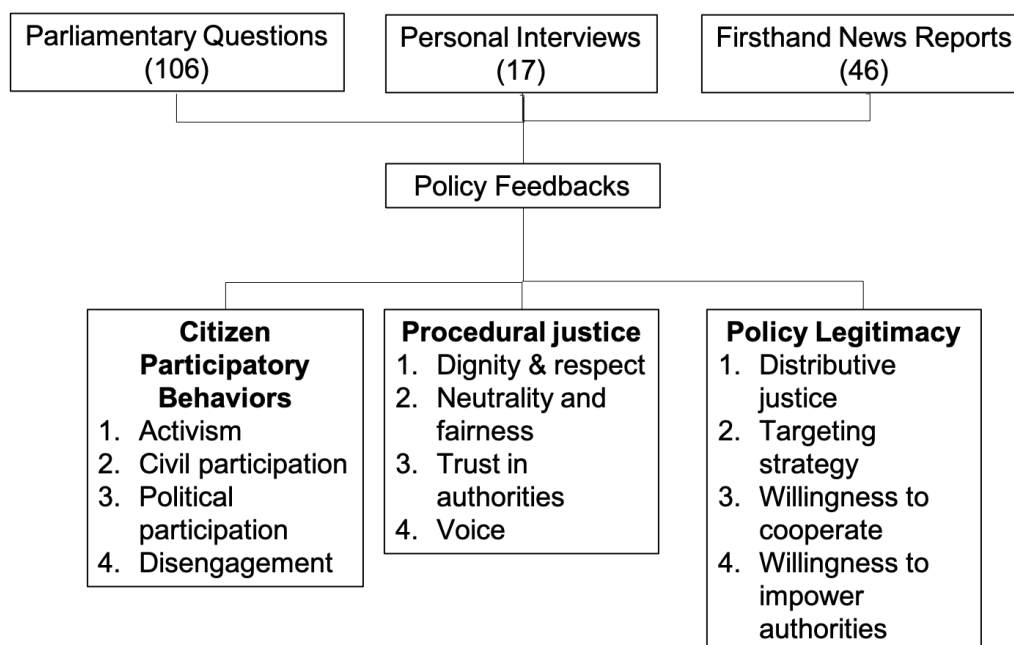 Parliamentary Questions
(106)
Personal Interviews
(17)
Firsthand News Reports
(46)
Policy Feedbacks
Citizen
Participatory
Behaviors
1. Activism
2. Civil participation
3. Political
participation
4. Disengagement
Procedural justice
1. Dignity & respect
2. Neutrality and
fairness
3. Trust in
authorities
4. Voice
Policy Legitimacy
1. Distributive
justice
2. Targeting
strategy
3. Willingness to
cooperate
4. Willingness to
impower
authorities